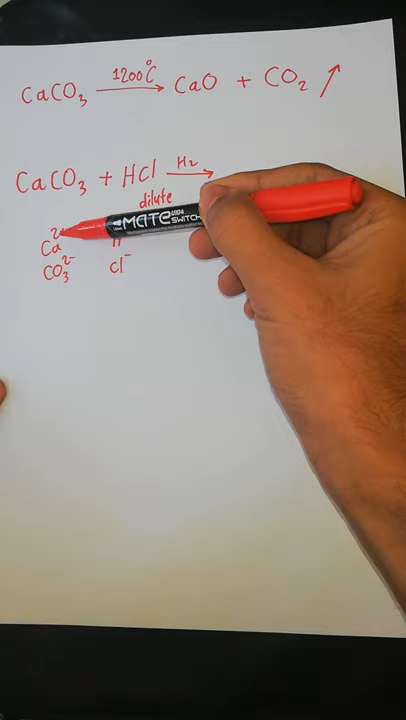 CaCO₃ 1200°C → CaO + CO₂ ↗
CaCO₃ + HCl H₂ →
dilute
MATE SWITCH
Ca²
CO₃²⁻ Cl⁻